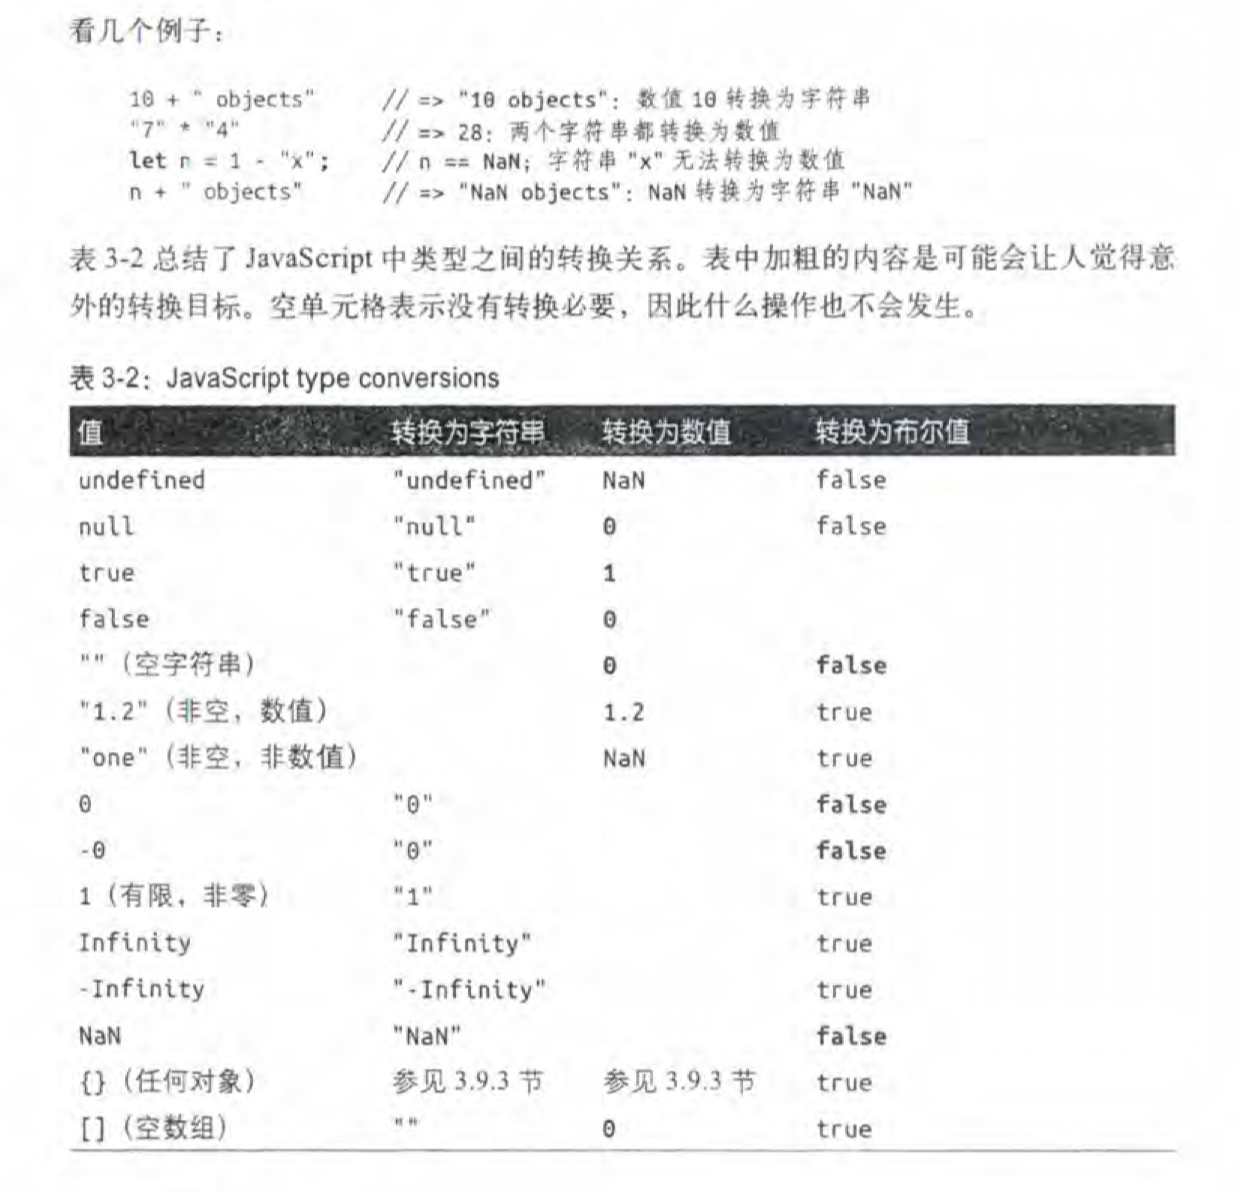 看几个例子：
10 + " objects" // => "10 objects": 数值 10 转换为字符串
"7" * "4" // => 28: 两个字符串都转换为数值
let n = 1 - "x"; // n == NaN; 字符串 "x" 无法转换为数值
n + " objects" // => "NaN objects": NaN 转换为字符串 "NaN"
表 3-2 总结了 JavaScript 中类型之间的转换关系。表中加粗的内容是可能会让人觉得意
外的转换目标。空单元格表示没有转换必要，因此什么操作也不会发生。
表 3-2：JavaScript type conversions
值 转换为字符串 转换为数值 转换为布尔值
undefined "undefined" NaN false
null "null" 0 false
true "true" 1
false "false" 0
""（空字符串） 0 false
"1.2"（非空，数值） 1.2 true
"one"（非空，非数值） NaN true
0 "0" false
-0 "0" false
1（有限，非零） "1" true
Infinity "Infinity" true
-Infinity "-Infinity" true
NaN "NaN" false
{}（任何对象） 参见 3.9.3 节 参见 3.9.3 节 true
[]（空数组） "" 0 true